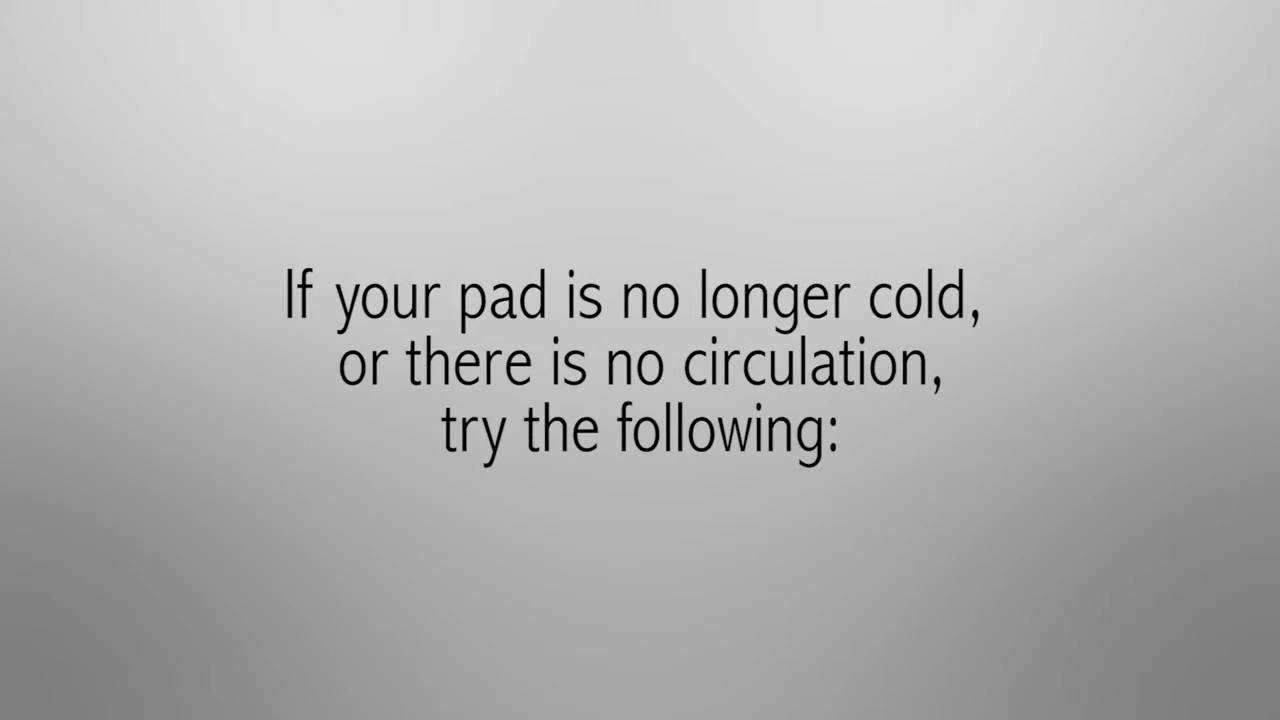 If your pad is no longer cold,
or there is no circulation,
try the following: